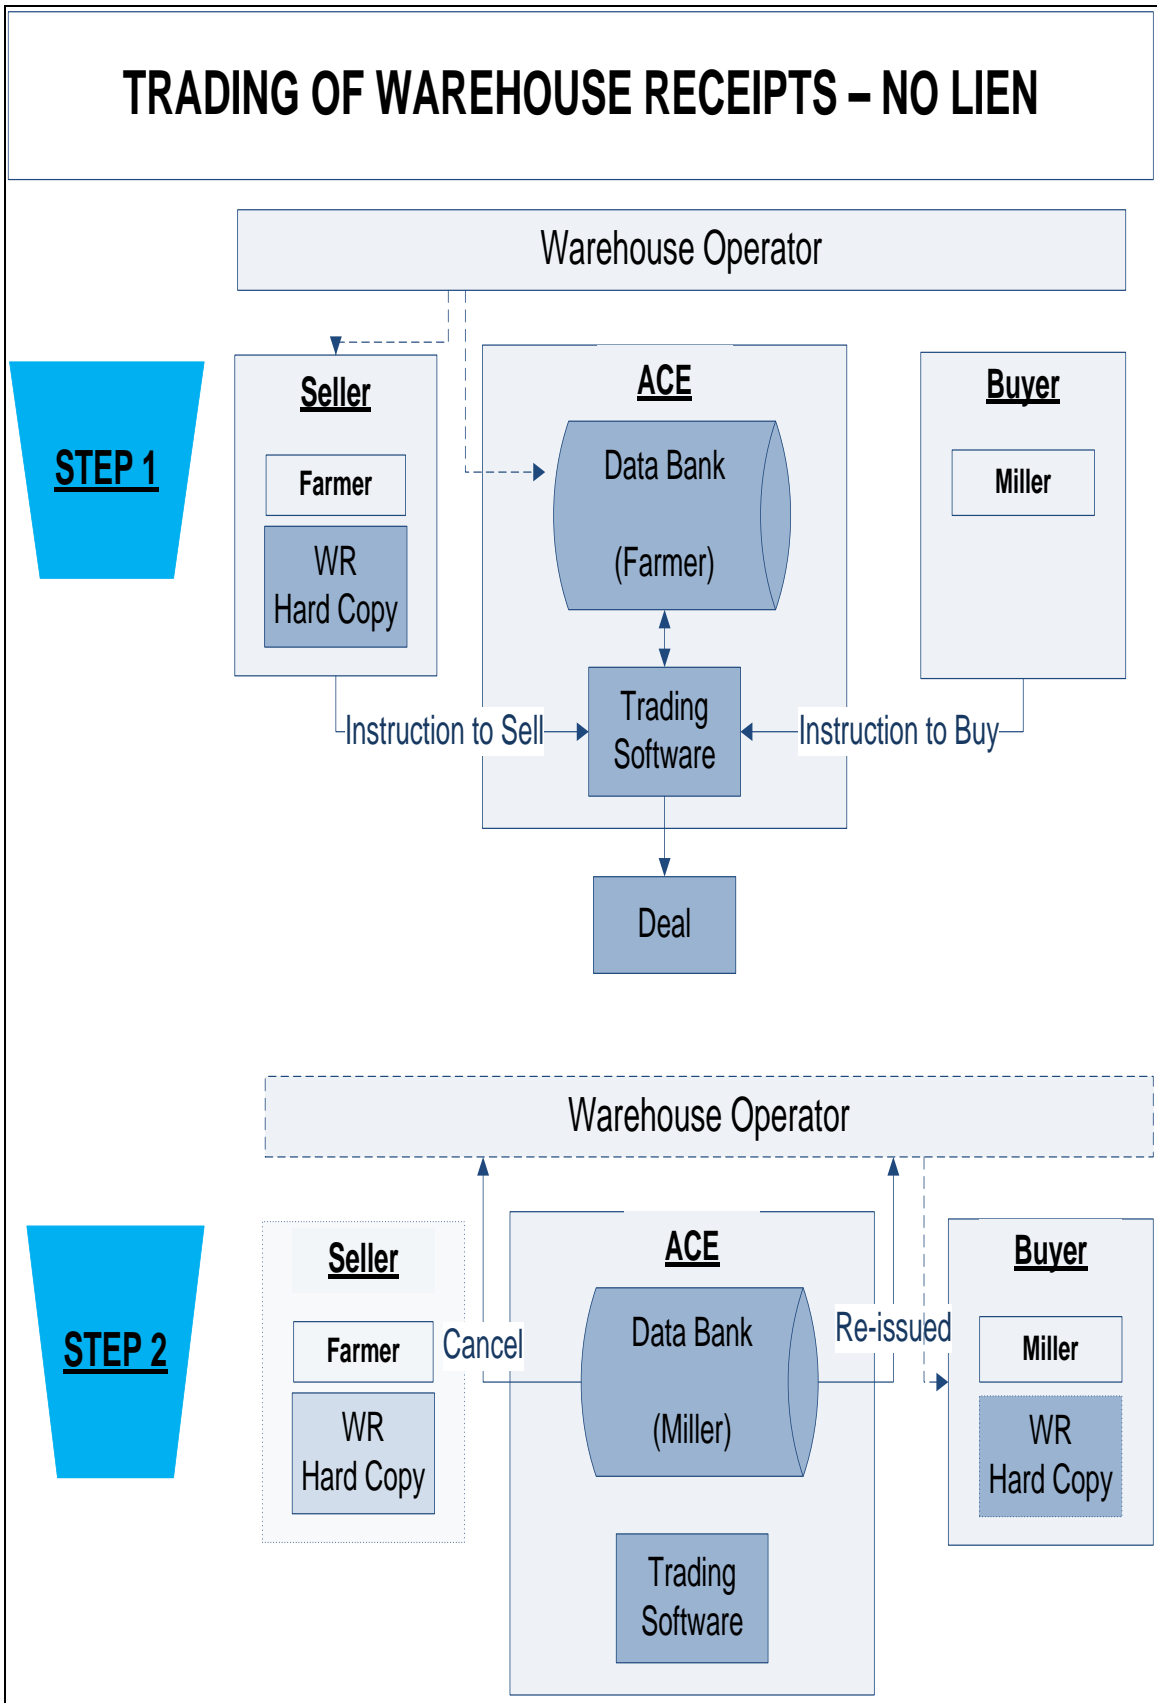 TRADING OF WAREHOUSE RECEIPTS – NO LIEN
Warehouse Operator
STEP 1
Seller
Farmer
WR
Hard Copy
ACE
Data Bank
(Farmer)
Trading
Software
Buyer
Miller
Instruction to Sell
Instruction to Buy
Deal
Warehouse Operator
STEP 2
Seller
Farmer
WR
Hard Copy
Cancel
ACE
Data Bank
(Miller)
Trading
Software
Re-issued
Buyer
Miller
WR
Hard Copy